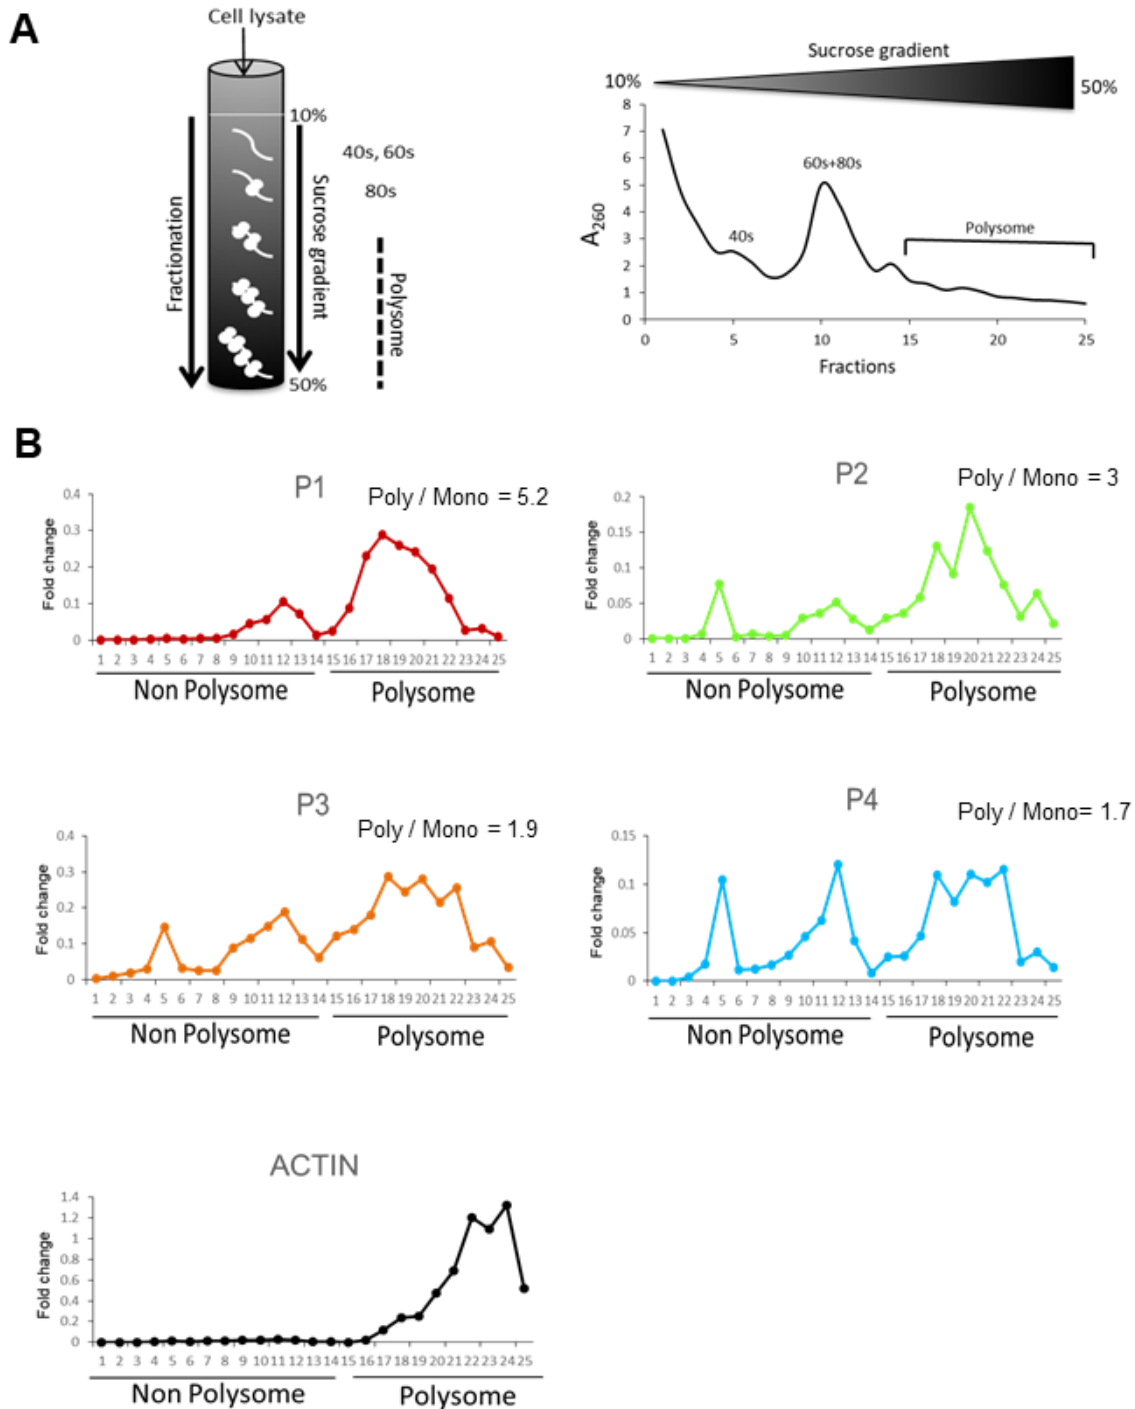 A
Cell lysate
10%
40s, 60s
80s
Fractionation
Sucrose gradient
Polysome
50%
Sucrose gradient
10%
50%
8
7
6
5
4
3
2
1
0
A260
40s
60s+80s
Polysome
0 5 10 15 20 25
Fractions
B
P1
Poly / Mono = 5.2
Fold change
0.4
0.3
0.2
0.1
0
1 2 3 4 5 6 7 8 9 10 11 12 13 14 15 16 17 18 19 20 21 22 23 24 25
Non Polysome Polysome
P2
Poly / Mono = 3
Fold change
0.2
0.15
0.1
0.05
0
1 2 3 4 5 6 7 8 9 10 11 12 13 14 15 16 17 18 19 20 21 22 23 24 25
Non Polysome Polysome
P3
Poly / Mono = 1.9
Fold change
0.4
0.3
0.2
0.1
0
1 2 3 4 5 6 7 8 9 10 11 12 13 14 15 16 17 18 19 20 21 22 23 24 25
Non Polysome Polysome
P4
Poly / Mono= 1.7
Fold change
0.15
0.1
0.05
0
1 2 3 4 5 6 7 8 9 10 11 12 13 14 15 16 17 18 19 20 21 22 23 24 25
Non Polysome Polysome
ACTIN
Fold change
1.4
1.2
1
0.8
0.6
0.4
0.2
0
1 2 3 4 5 6 7 8 9 10 11 12 13 14 15 16 17 18 19 20 21 22 23 24 25
Non Polysome Polysome